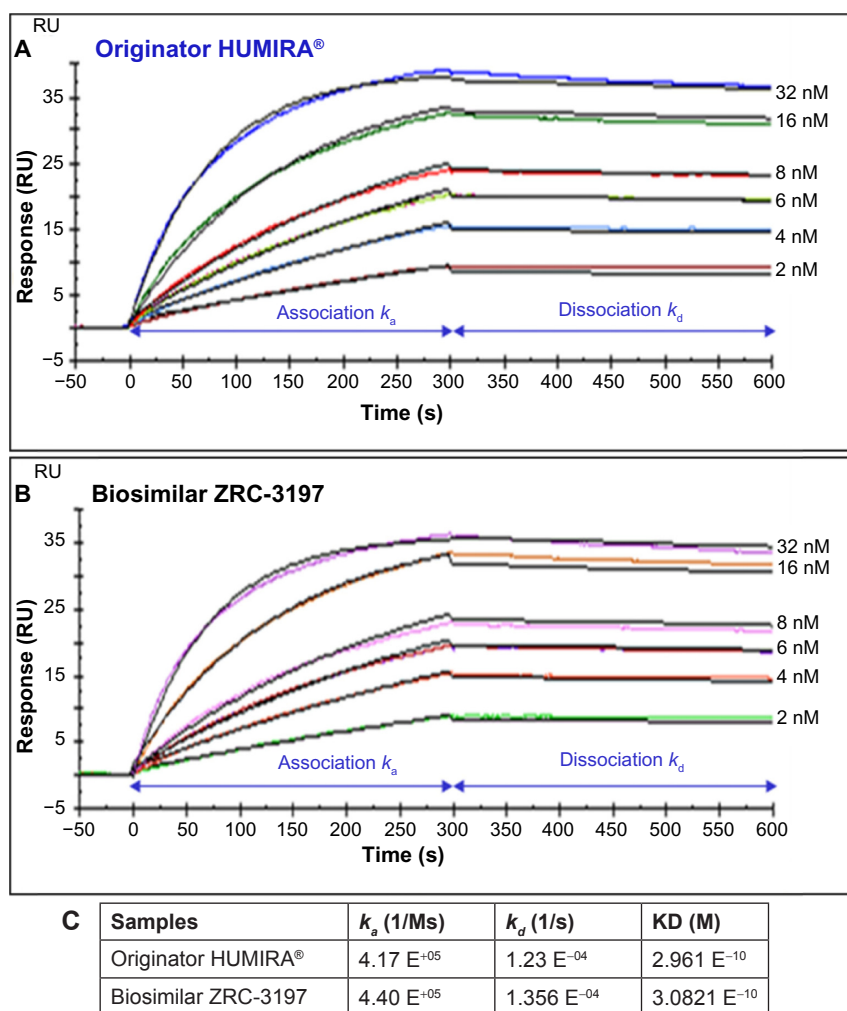 RU
A Originator HUMIRA®
Response (RU)
35
25
15
5
−5
32 nM
16 nM
8 nM
6 nM
4 nM
2 nM
Association ka
Dissociation kd
−50 0 50 100 150 200 250 300 350 400 450 500 550 600
Time (s)
RU
B Biosimilar ZRC-3197
Response (RU)
35
25
15
5
−5
32 nM
16 nM
8 nM
6 nM
4 nM
2 nM
Association ka
Dissociation kd
−50 0 50 100 150 200 250 300 350 400 450 500 550 600
Time (s)
C
Samples ka (1/Ms) kd (1/s) KD (M)
Originator HUMIRA® 4.17 E+05 1.23 E−04 2.961 E−10
Biosimilar ZRC-3197 4.40 E+05 1.356 E−04 3.0821 E−10